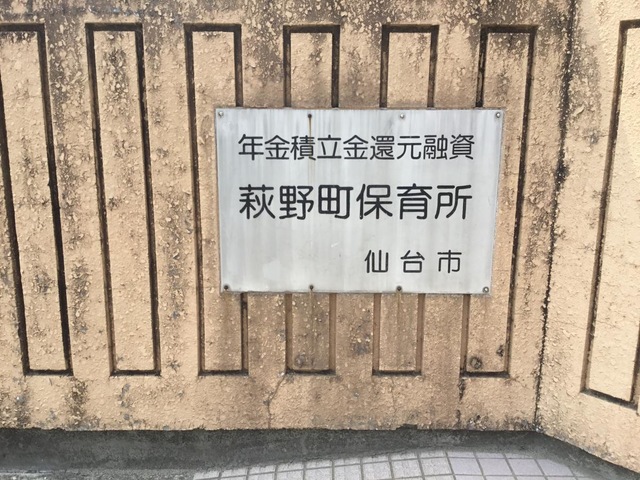 年金積立金還元融資
萩野町保育所
仙台市